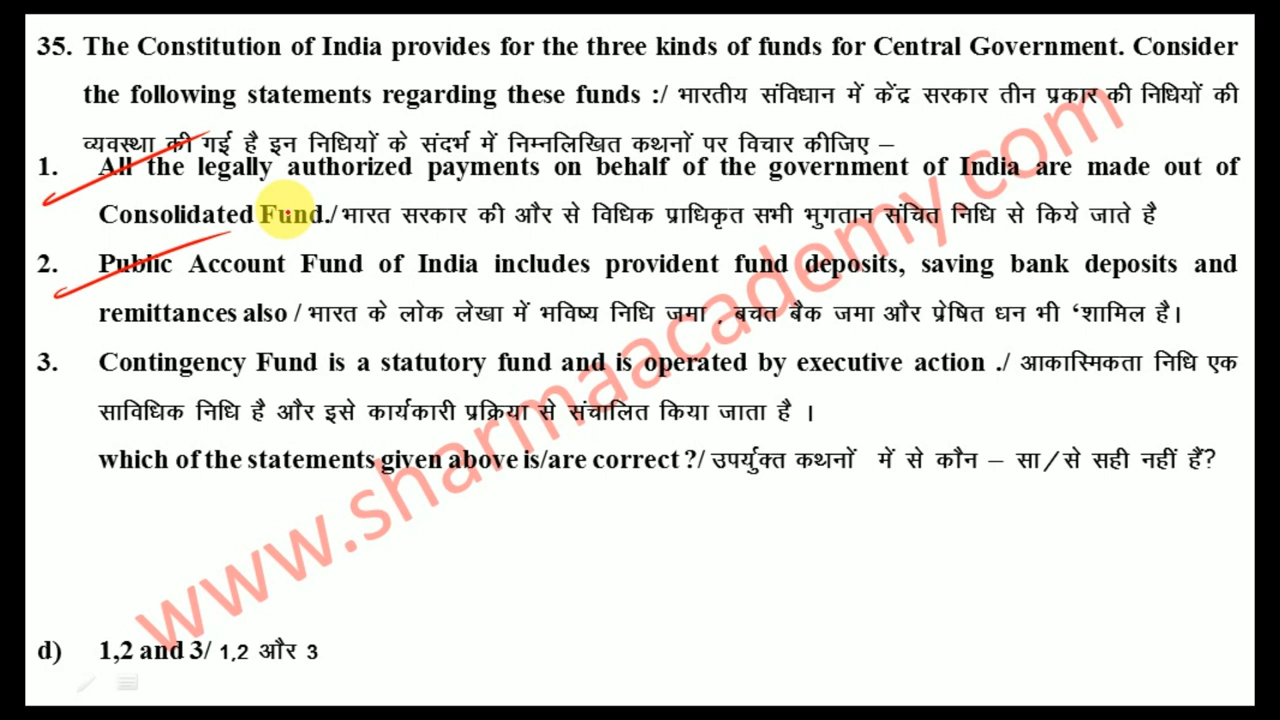 35. The Constitution of India provides for the three kinds of funds for Central Government. Consider
the following statements regarding these funds :/ भारतीय संविधान में केंद्र सरकार तीन प्रकार की निधियों की
व्यवस्था की गई है इन निधियों के संदर्भ में निम्नलिखित कथनों पर विचार कीजिए –
1. All the legally authorized payments on behalf of the government of India are made out of
Consolidated Fund./ भारत सरकार की और से विधिक प्राधिकृत सभी भुगतान संचित निधि से किये जाते है
2. Public Account Fund of India includes provident fund deposits, saving bank deposits and
remittances also / भारत के लोक लेखा में भविष्य निधि जमा , बचत बैक जमा और प्रेषित धन भी ‘शामिल है।
3. Contingency Fund is a statutory fund and is operated by executive action ./ आकास्मिकता निधि एक
साविधिक निधि है और इसे कार्यकारी प्रक्रिया से संचालित किया जाता है ।
which of the statements given above is/are correct ?/ उपर्युक्त कथनों में से कौन – सा/से सही नहीं हैं?
d) 1,2 and 3/ 1,2 और 3
www.sharmaacademy.com